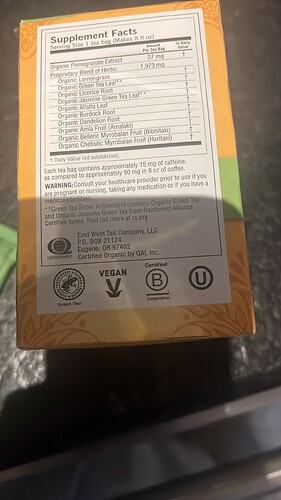 Supplement Facts
Serving Size 1 tea bag (Makes 8 fl oz)
Amount Per Tea Bag
% Daily Value
Organic Pomegranate Extract 27 mg †
Proprietary Blend of Herbs: 1,973 mg
Organic Lemongrass †
Organic Green Tea Leaf** †
Organic Licorice Root †
Organic Jasmine Green Tea Leaf** †
Organic Alfalfa Leaf †
Organic Burdock Root †
Organic Dandelion Root †
Organic Amla Fruit (Amalaki) †
Organic Belleric Myrobalan Fruit (Bibhitaki) †
Organic Chebulic Myrobalan Fruit (Haritaki) †
† Daily Value not established.
Each tea bag contains approximately 15 mg of caffeine,
as compared to approximately 90 mg in 8 oz of coffee.
WARNING: Consult your healthcare provider prior to use if you
are pregnant or nursing, taking any medication or if you have a
medical condition.
**Green Tea Super Antioxidant contains Organic Green Tea
and Organic Jasmine Green Tea from Rainforest Alliance
Certified farms. Find out more at ra.org
East West Tea Company, LLC
P.O. BOX 21124
Eugene, OR 97402
Certified Organic by QAI, Inc.
VEGAN
V
Certified
B
Corporation
U
Green Tea